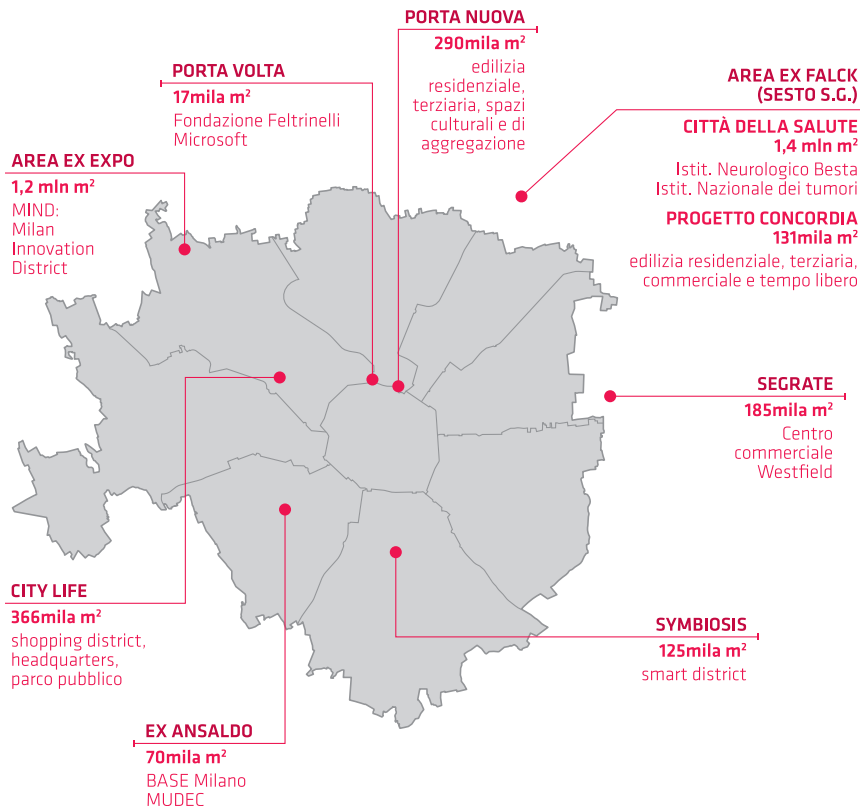 PORTA NUOVA
290mila m²
edilizia
residenziale,
terziaria, spazi
culturali e di
aggregazione
PORTA VOLTA
17mila m²
Fondazione Feltrinelli
Microsoft
AREA EX FALCK
(SESTO S.G.)
CITTÀ DELLA SALUTE
1,4 mln m²
Istit. Neurologico Besta
Istit. Nazionale dei tumori
PROGETTO CONCORDIA
131mila m²
edilizia residenziale, terziaria,
commerciale e tempo libero
AREA EX EXPO
1,2 mln m²
MIND:
Milan
Innovation
District
SEGRATE
185mila m²
Centro
commerciale
Westfield
CITY LIFE
366mila m²
shopping district,
headquarters,
parco pubblico
SYMBIOSIS
125mila m²
smart district
EX ANSALDO
70mila m²
BASE Milano
MUDEC